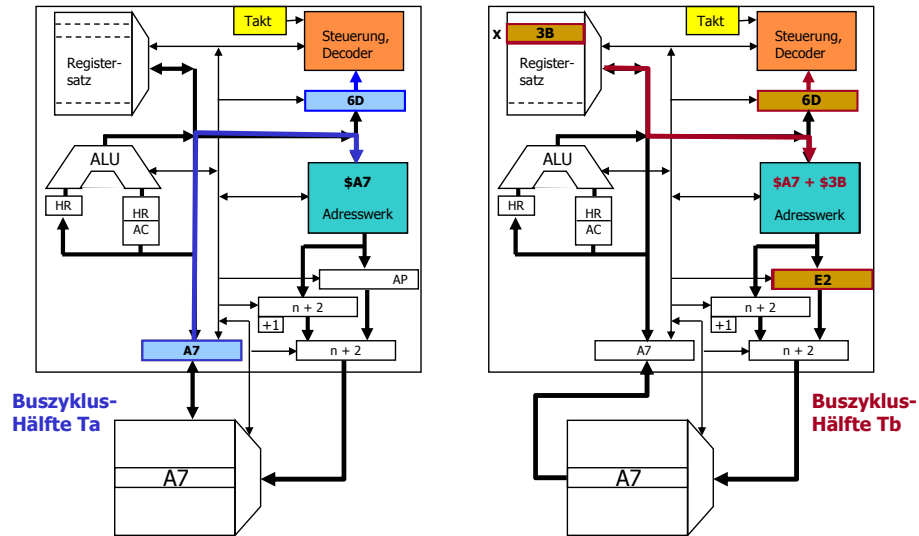 Takt
Steuerung,
Decoder
Register-
satz
6D
ALU
$A7
Adresswerk
HR
HR
AC
AP
n + 2
+1
A7
n + 2
Buszyklus-
Hälfte Ta
A7
x
3B
Takt
Steuerung,
Decoder
Register-
satz
6D
ALU
$A7 + $3B
Adresswerk
HR
HR
AC
E2
n + 2
+1
A7
n + 2
Buszyklus-
Hälfte Tb
A7